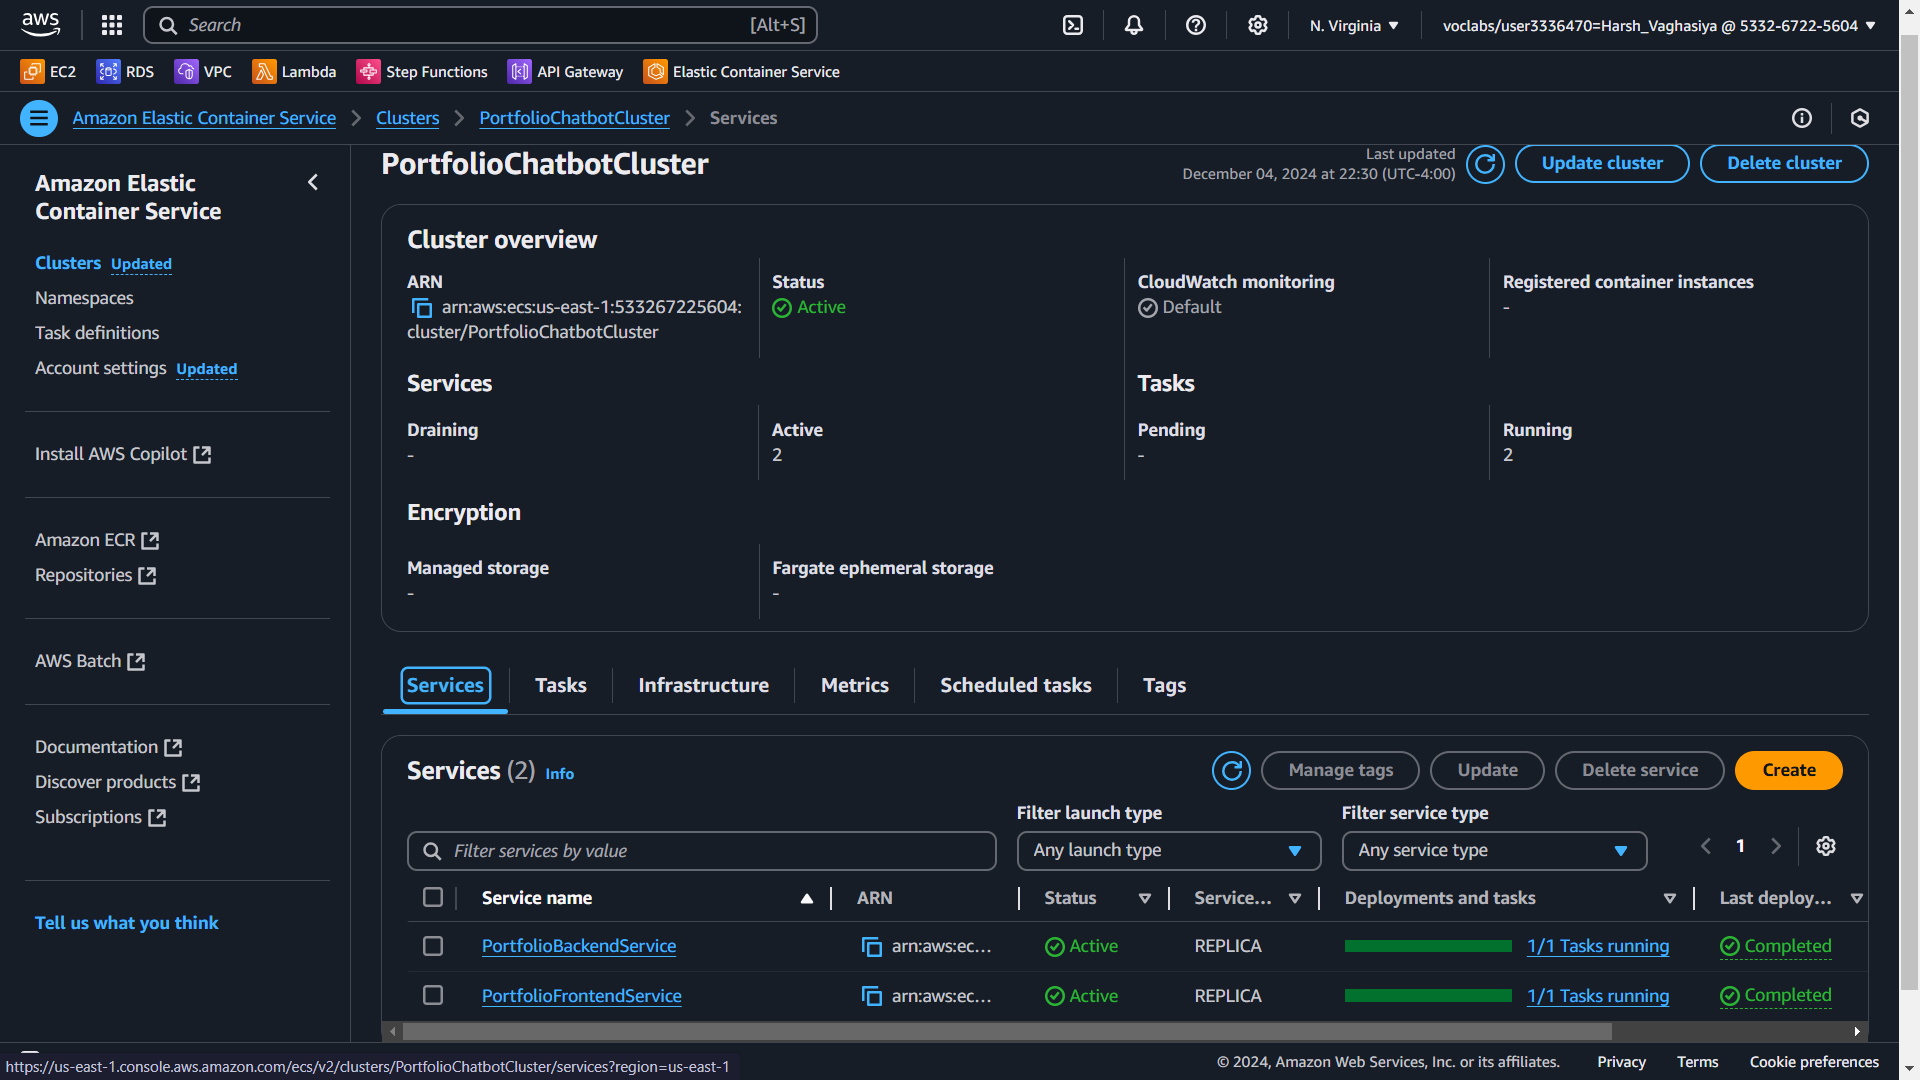 aws
Search [Alt+S]
N. Virginia
voclabs/user3336470=Harsh_Vaghasiya @ 5332-6722-5604
EC2 RDS VPC Lambda Step Functions API Gateway Elastic Container Service
Amazon Elastic Container Service Clusters PortfolioChatbotCluster Services
Amazon Elastic
Container Service
Clusters Updated
Namespaces
Task definitions
Account settings Updated
Install AWS Copilot
Amazon ECR
Repositories
AWS Batch
Documentation
Discover products
Subscriptions
Tell us what you think
PortfolioChatbotCluster
Last updated
December 04, 2024 at 22:30 (UTC-4:00)
Update cluster
Delete cluster
Cluster overview
ARN
arn:aws:ecs:us-east-1:533267225604:
cluster/PortfolioChatbotCluster
Status
Active
CloudWatch monitoring
Default
Registered container instances
-
Services
Draining
-
Active
2
Tasks
Pending
-
Running
2
Encryption
Managed storage
-
Fargate ephemeral storage
-
Services Tasks Infrastructure Metrics Scheduled tasks Tags
Services (2) Info
Manage tags Update Delete service Create
Filter services by value
Filter launch type
Any launch type
Filter service type
Any service type
1
Service name ARN Status Service... Deployments and tasks Last deploy...
PortfolioBackendService arn:aws:ec... Active REPLICA 1/1 Tasks running Completed
PortfolioFrontendService arn:aws:ec... Active REPLICA 1/1 Tasks running Completed
https://us-east-1.console.aws.amazon.com/ecs/v2/clusters/PortfolioChatbotCluster/services?region=us-east-1
© 2024, Amazon Web Services, Inc. or its affiliates. Privacy Terms Cookie preferences